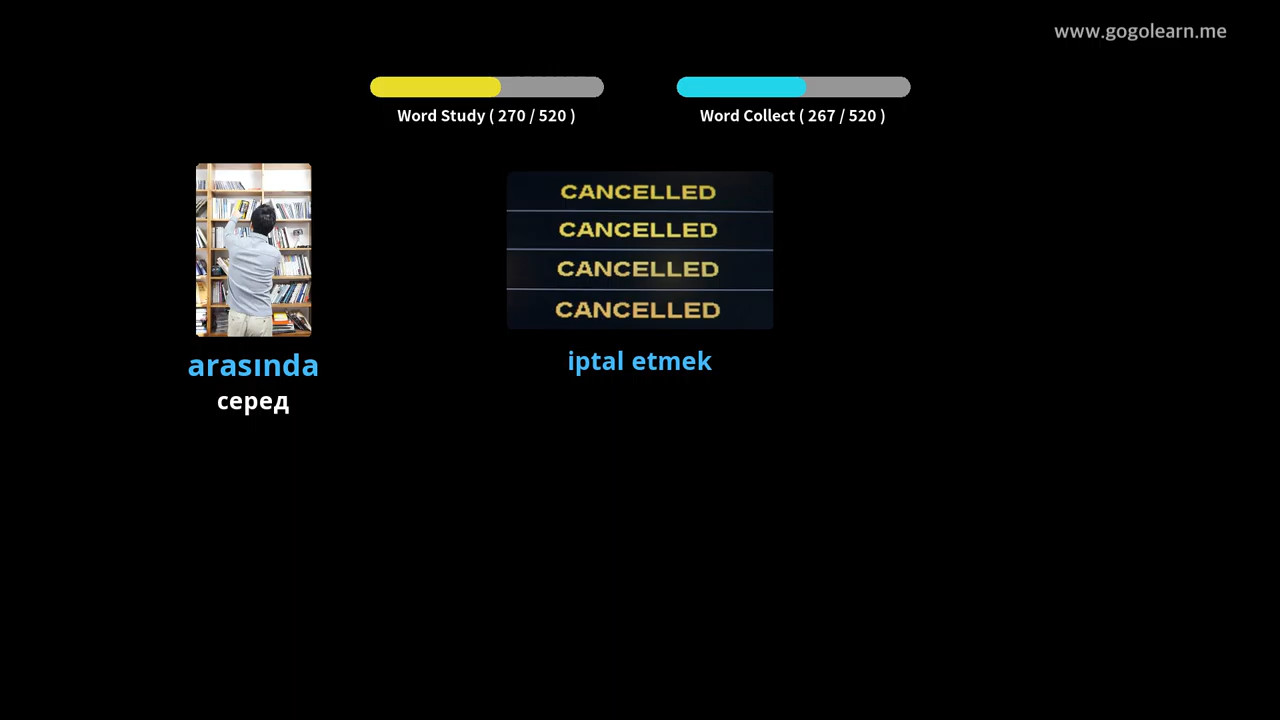 www.gogolearn.me
Word Study ( 270 / 520 )
Word Collect ( 267 / 520 )
CANCELLED
CANCELLED
CANCELLED
CANCELLED
arasında
серед
iptal etmek